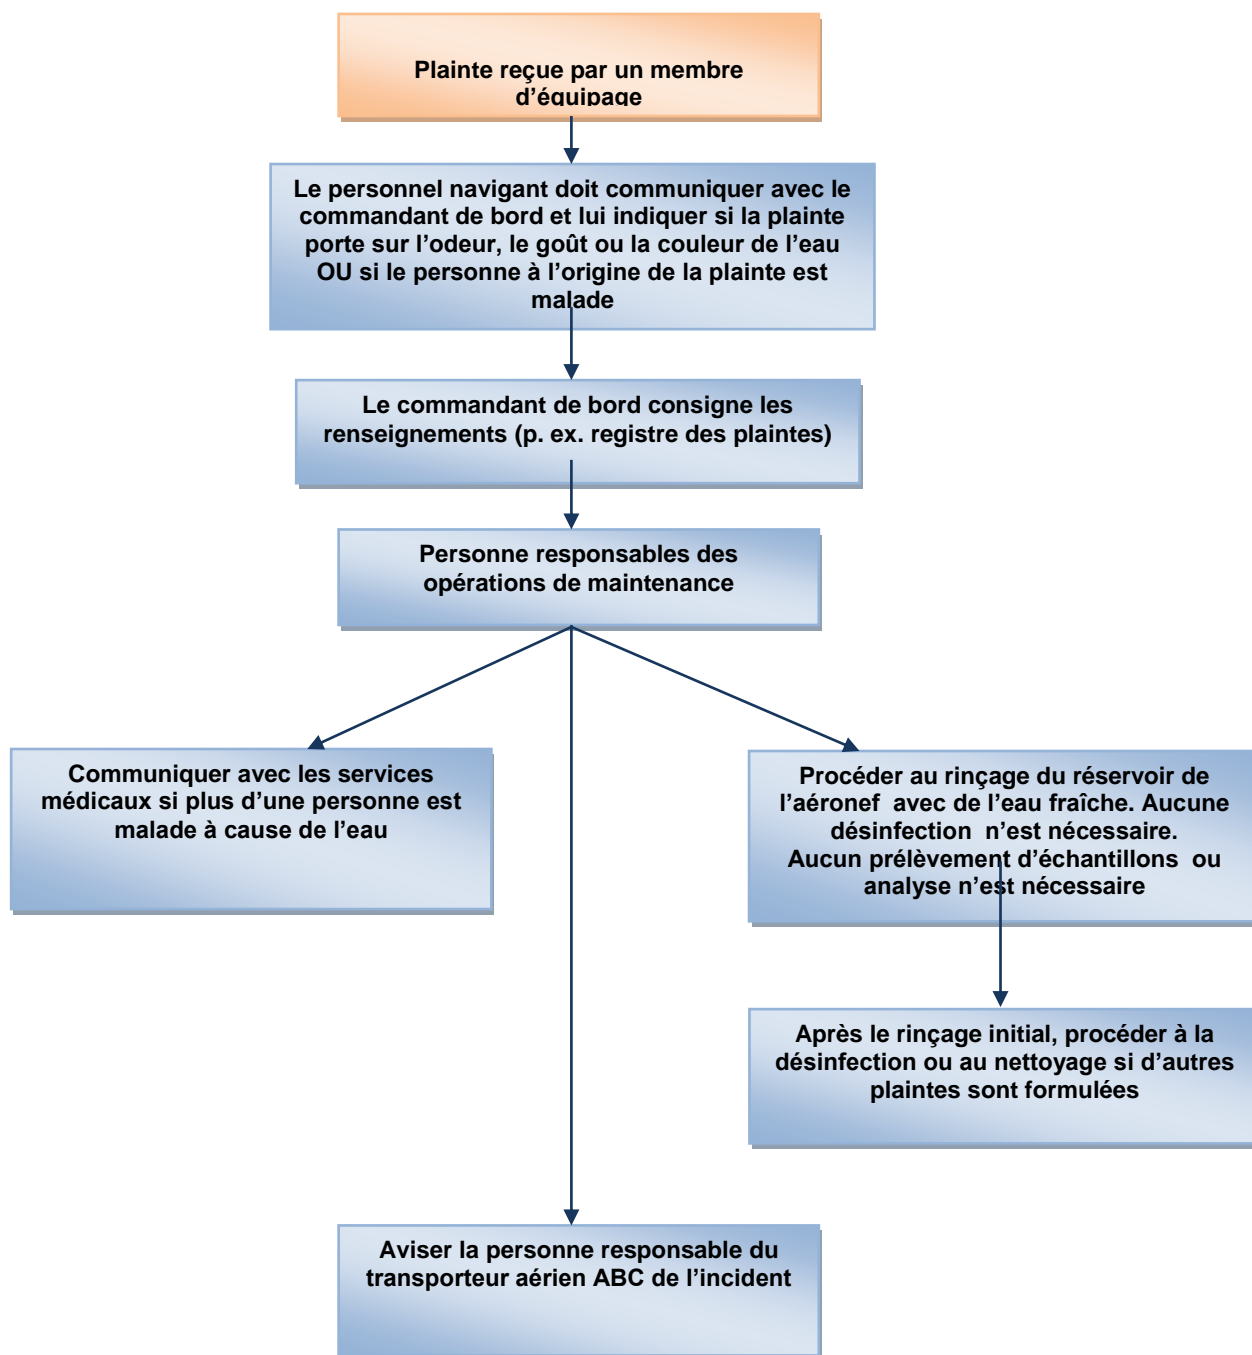 Plainte reçue par un membre
d'équipage
Le personnel navigant doit communiquer avec le
commandant de bord et lui indiquer si la plainte
porte sur l'odeur, le goût ou la couleur de l'eau
OU si le personne à l'origine de la plainte est
malade
Le commandant de bord consigne les
renseignements (p. ex. registre des plaintes)
Personne responsables des
opérations de maintenance
Communiquer avec les services
médicaux si plus d'une personne est
malade à cause de l'eau
Procéder au rinçage du réservoir de
l'aéronef avec de l'eau fraîche. Aucune
désinfection n'est nécessaire.
Aucun prélèvement d'échantillons ou
analyse n'est nécessaire
Après le rinçage initial, procéder à la
désinfection ou au nettoyage si d'autres
plaintes sont formulées
Aviser la personne responsable du
transporteur aérien ABC de l'incident